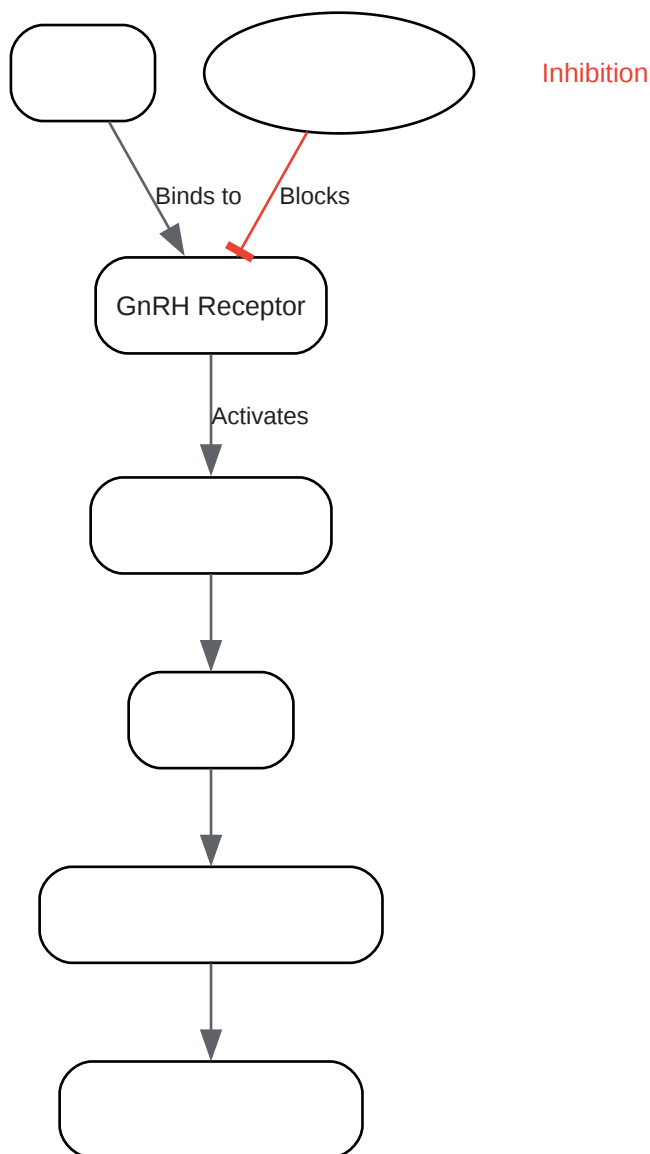 Inhibition
Binds to
Blocks
GnRH Receptor
Activates